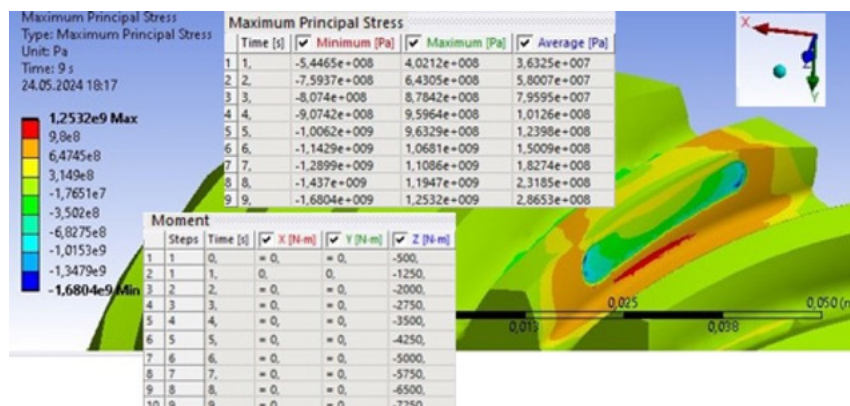 Maximum Principal Stress
Type: Maximum Principal Stress
Unit: Pa
Time: 9 s
24.05.2024 18:17
1,2532e9 Max
9,8e8
6,4745e8
3,149e8
-1,7651e7
-3,502e8
-6,8275e8
-1,0153e9
-1,3479e9
-1,6804e9 Min
Maximum Principal Stress
Time [s] Minimum [Pa] Maximum [Pa] Average [Pa]
1 1, -5,4465e+008 4,0212e+008 3,6325e+007
2 2, -7,5937e+008 6,4305e+008 5,8007e+007
3 3, -8,074e+008 8,7842e+008 7,9595e+007
4 4, -9,0742e+008 9,5964e+008 1,0126e+008
5 5, -1,0062e+009 9,6329e+008 1,2398e+008
6 6, -1,1429e+009 1,0681e+009 1,5009e+008
7 7, -1,2899e+009 1,1086e+009 1,8274e+008
8 8, -1,437e+009 1,1947e+009 2,3185e+008
9 9, -1,6804e+009 1,2532e+009 2,8653e+008
Moment
Steps Time [s] X [N·m] Y [N·m] Z [N·m]
1 1 0, = 0, = 0, -500,
2 1 1, 0, 0, -1250,
3 2 2, = 0, = 0, -2000,
4 3 3, = 0, = 0, -2750,
5 4 4, = 0, = 0, -3500,
6 5 5, = 0, = 0, -4250,
7 6 6, = 0, = 0, -5000,
8 7 7, = 0, = 0, -5750,
9 8 8, = 0, = 0, -6500,
10 9 9, = 0, = 0, -7250,
X
Y
0,025
0,050 (
0,013
0,038